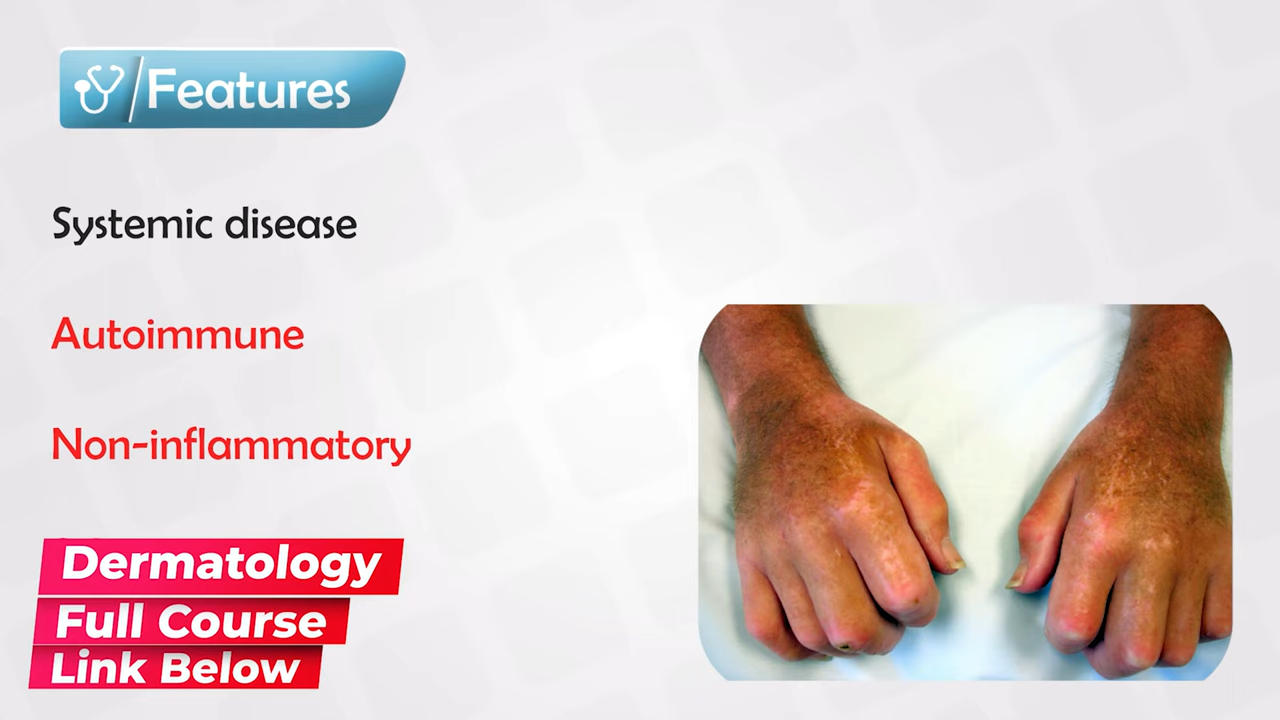 Features
Systemic disease
Autoimmune
Non-inflammatory
Dermatology
Full Course
Link Below